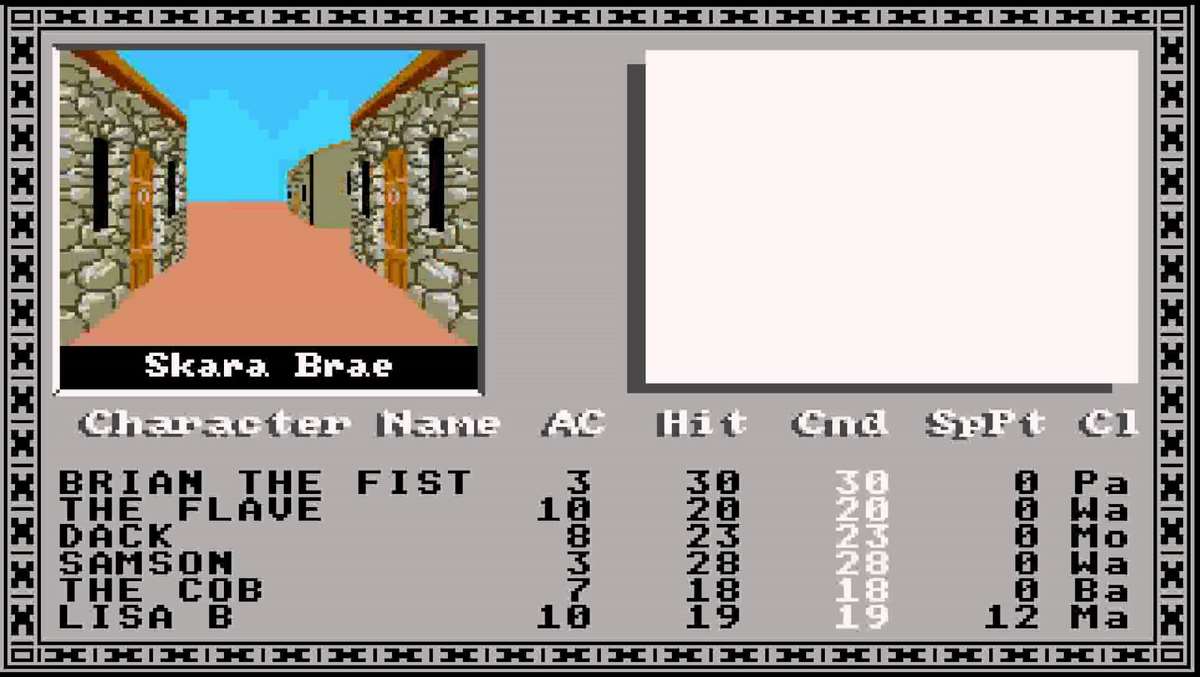 Skara Brae
Character Name AC Hit Cnd SpPt Cl
BRIAN THE FIST 3 30 30 0 Pa
THE FLAVE 10 20 20 0 Wa
DACK 8 23 23 0 Mo
SAMSON 3 28 28 0 Wa
THE COB 7 18 18 0 Ba
LISA B 10 19 19 12 Ma